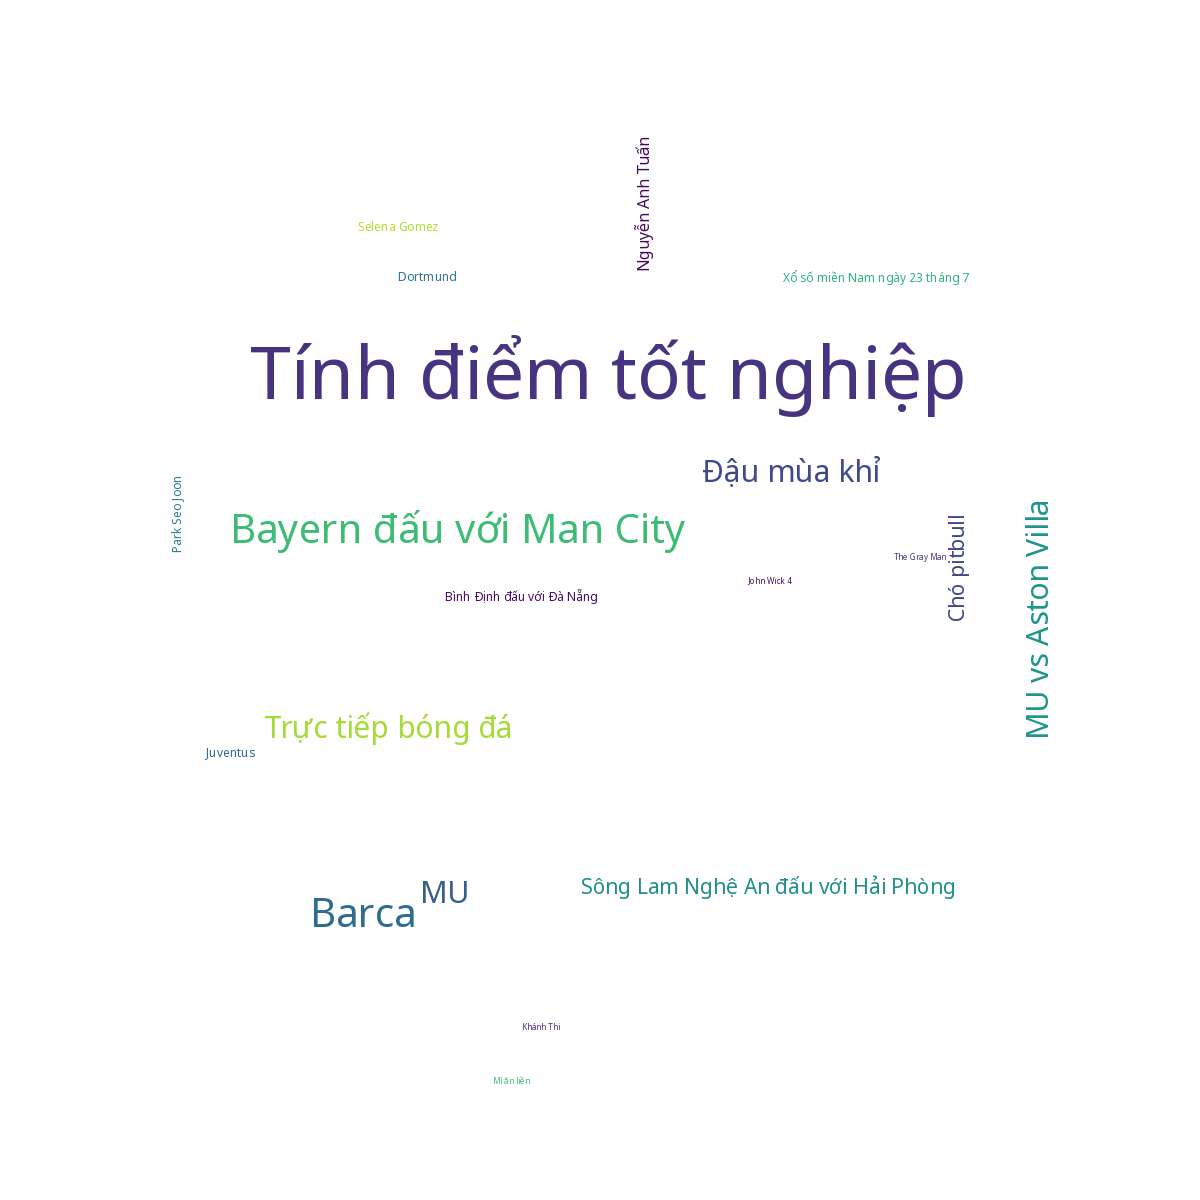 Nguyễn Anh Tuấn
Selena Gomez
Dortmund
Xổ số miền Nam ngày 23 tháng 7
Tính điểm tốt nghiệp
Đậu mùa khỉ
Park Seo Joon
Bayern đấu với Man City
MU vs Aston Villa
Chó pitbull
The Gray Man
John Wick 4
Bình Định đấu với Đà Nẵng
Trực tiếp bóng đá
Juventus
MU
Barca
Sông Lam Nghệ An đấu với Hải Phòng
Khánh Thi
Mì ăn liền